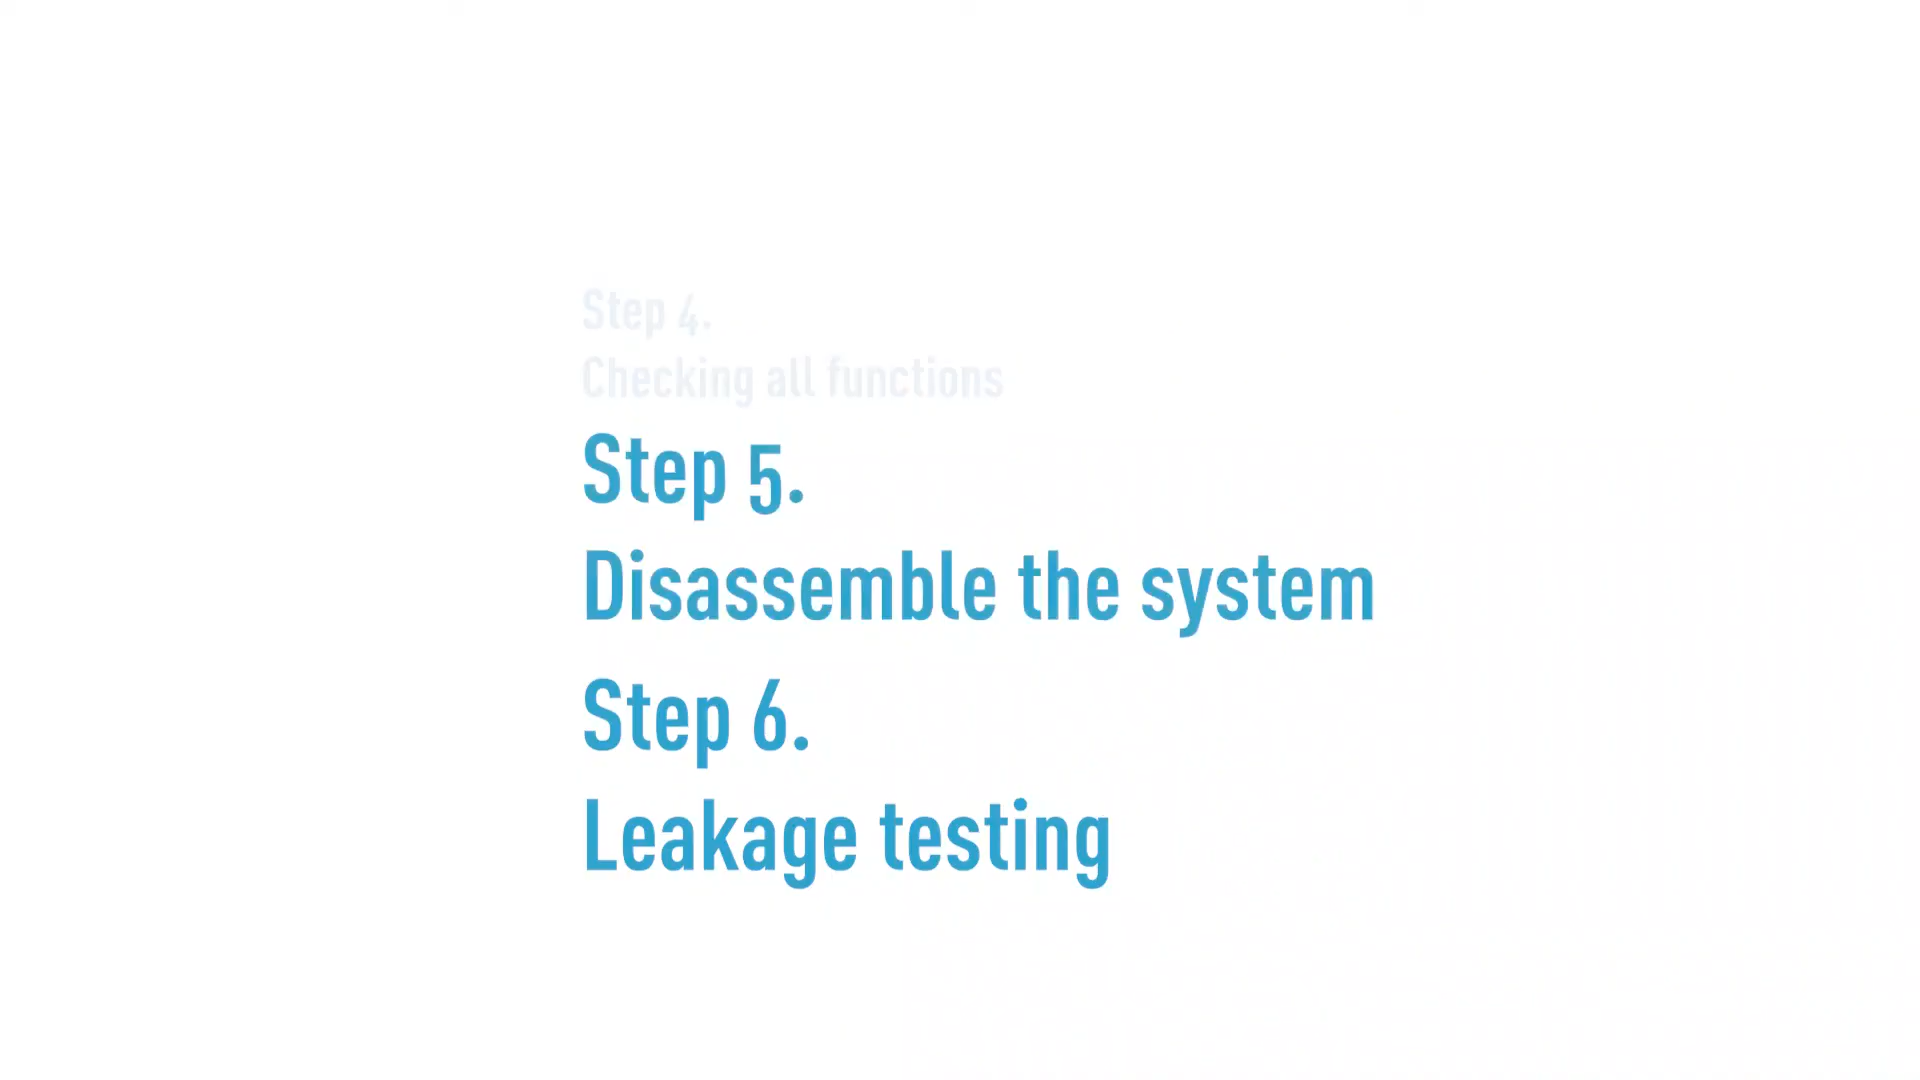 Step 4.
Checking all functions
Step 5.
Disassemble the system
Step 6.
Leakage testing